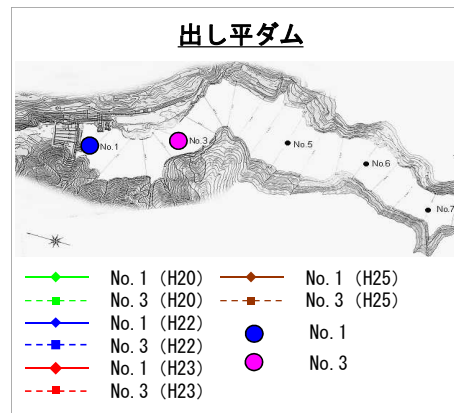 出し平ダム
No.1
No.3
No.5
No.6
No.7
No.1 (H20)
No.1 (H25)
No.3 (H20)
No.3 (H25)
No.1 (H22)
No.3 (H22)
No.1
No.1 (H23)
No.3
No.3 (H23)